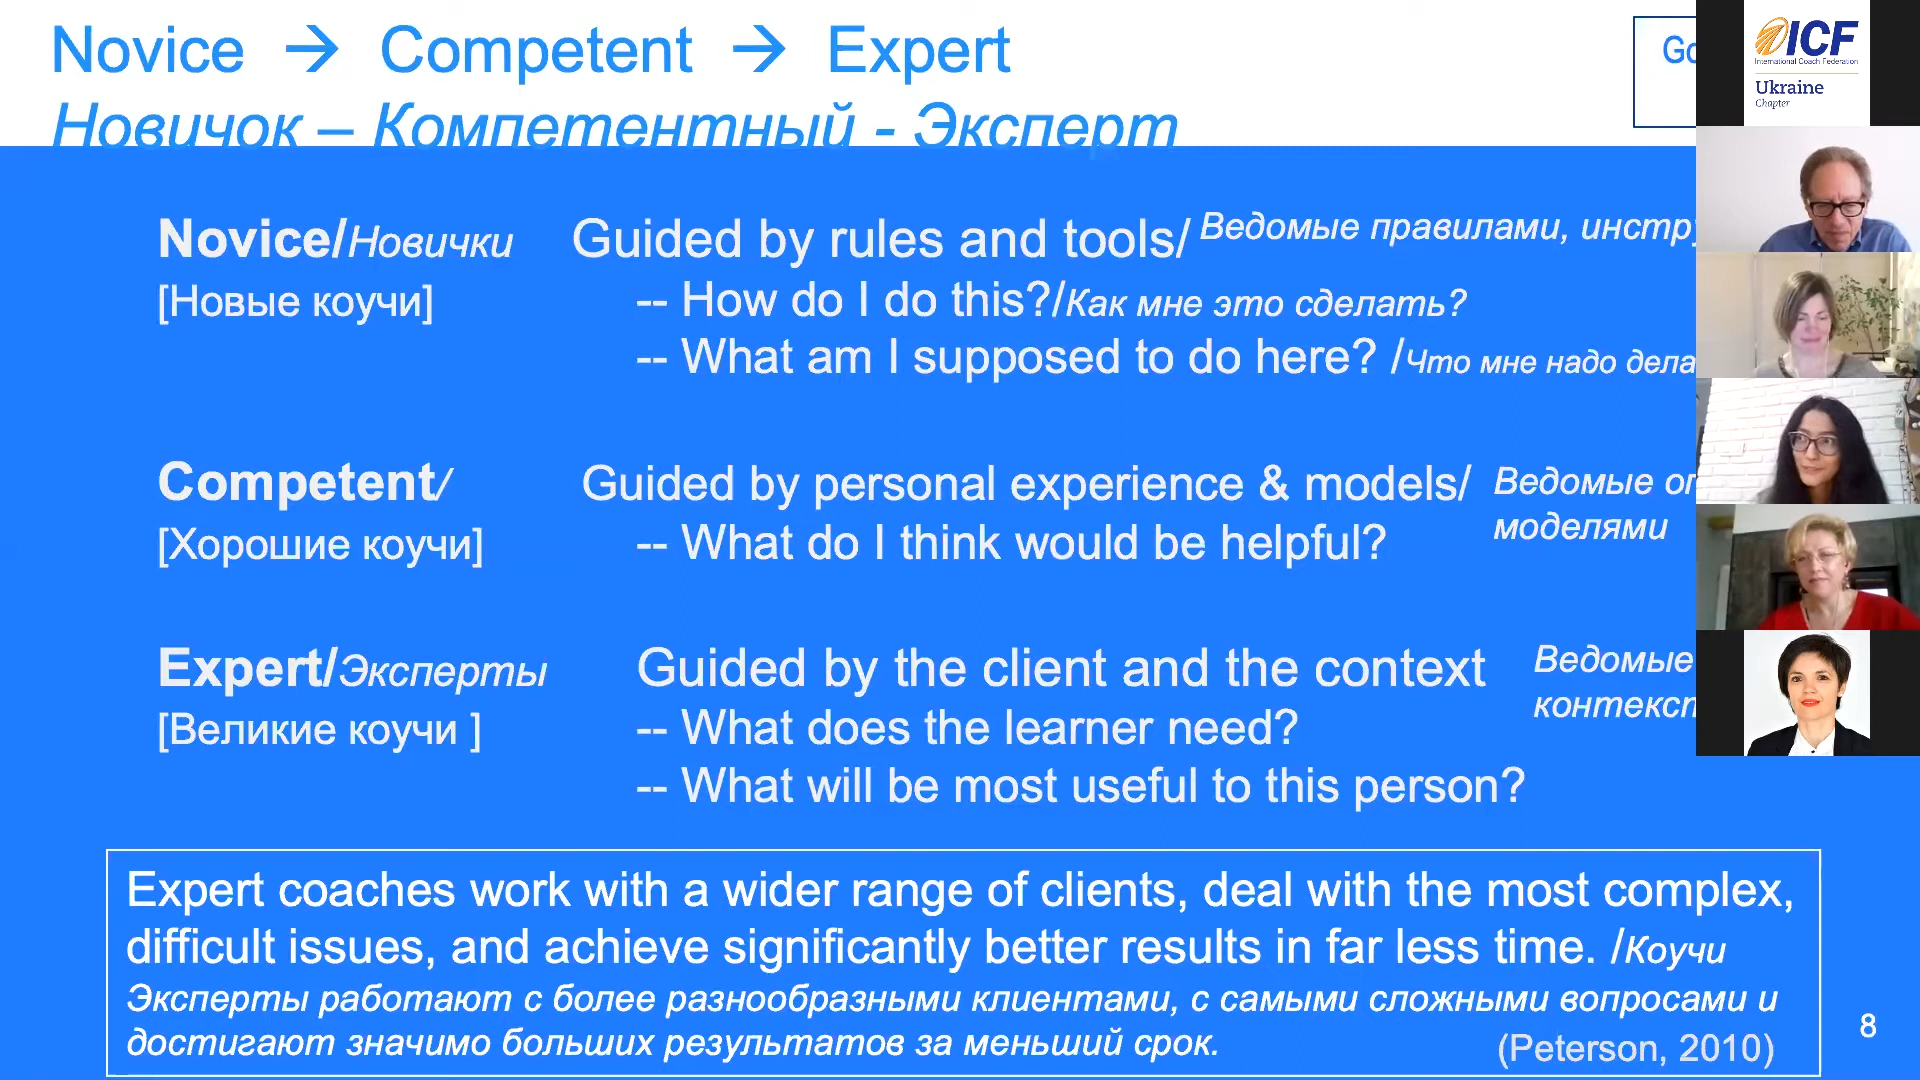 Novice → Competent → Expert
Новичок – Компетентный - Эксперт
ICF
International Coach Federation
Ukraine
Chapter
Novice/Новички Guided by rules and tools/ Ведомые правилами,
[Новые коучи] -- How do I do this?/Как мне это сделать?
-- What am I supposed to do here? /Что мне надо
Competent/ Guided by personal experience & models/ Ведомые
моделями
[Хорошие коучи] -- What do I think would be helpful?
Expert/Эксперты Guided by the client and the context Ведомые
[Великие коучи ] -- What does the learner need?
-- What will be most useful to this person?
Expert coaches work with a wider range of clients, deal with the most complex,
difficult issues, and achieve significantly better results in far less time. /Коучи
Эксперты работают с более разнообразными клиентами, с самыми сложными вопросами и
достигают значимо больших результатов за меньший срок.
(Peterson, 2010)
8